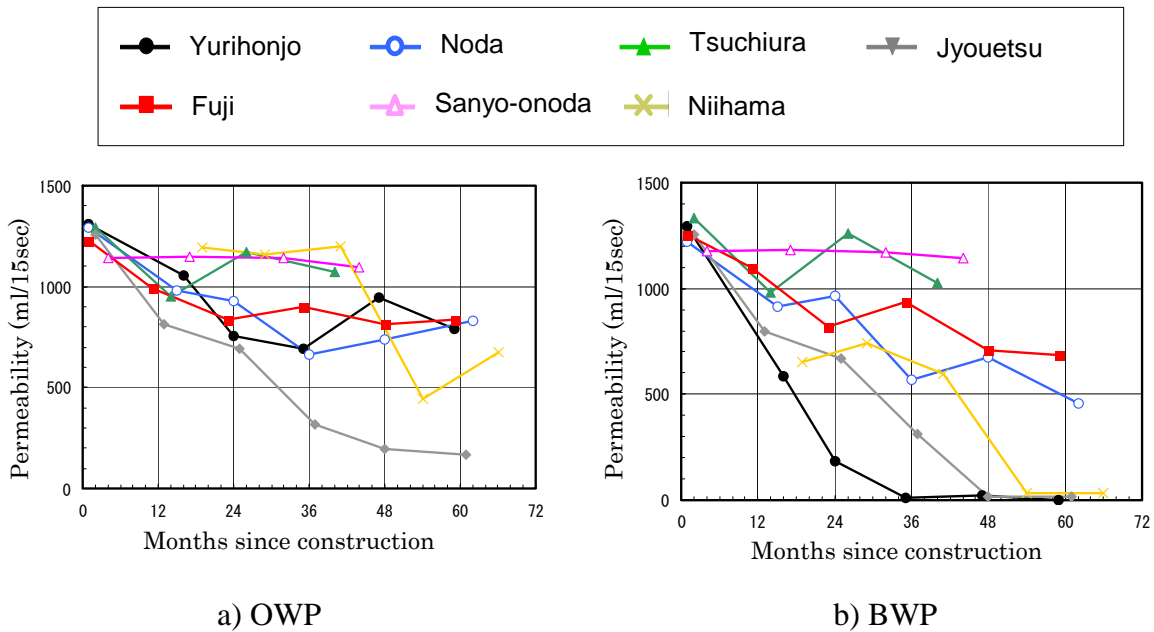 Yurihonjo Noda Tsuchiura Jyouetsu
Fuji Sanyo-onoda Niihama
Permeability (ml/15sec)
1500
1000
500
0
0 12 24 36 48 60 72
Months since construction
a) OWP
Permeability (ml/15sec)
1500
1000
500
0
0 12 24 36 48 60 72
Months since construction
b) BWP